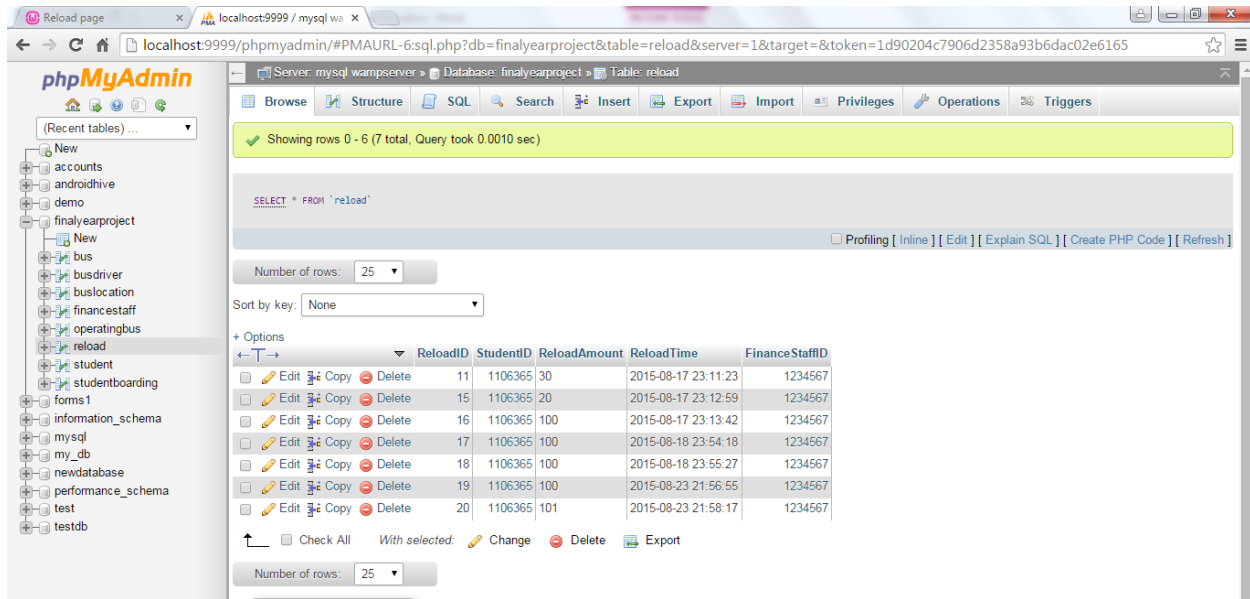 Reload page
localhost:9999 / mysql wa
localhost:9999/phpmyadmin/#PMAURL-6:sql.php?db=finalyearproject&table=reload&server=1&target=&token=1d90204c7906d2358a93b6dac02e6165
phpMyAdmin
(Recent tables) ...
New
accounts
androidhive
demo
finalyearproject
New
bus
busdriver
buslocation
financestaff
operatingbus
reload
student
studentboarding
forms1
information_schema
mysql
my_db
newdatabase
performance_schema
test
testdb
Server: mysql wampserver » Database: finalyearproject » Table: reload
Browse Structure SQL Search Insert Export Import Privileges Operations Triggers
Showing rows 0 - 6 (7 total, Query took 0.0010 sec)
SELECT * FROM `reload`
Profiling [ Inline ] [ Edit ] [ Explain SQL ] [ Create PHP Code ] [ Refresh ]
Number of rows: 25
Sort by key: None
+ Options
←T→ ReloadID StudentID ReloadAmount ReloadTime FinanceStaffID
Edit Copy Delete 11 1106365 30 2015-08-17 23:11:23 1234567
Edit Copy Delete 15 1106365 20 2015-08-17 23:12:59 1234567
Edit Copy Delete 16 1106365 100 2015-08-17 23:13:42 1234567
Edit Copy Delete 17 1106365 100 2015-08-18 23:54:18 1234567
Edit Copy Delete 18 1106365 100 2015-08-18 23:55:27 1234567
Edit Copy Delete 19 1106365 100 2015-08-23 21:56:55 1234567
Edit Copy Delete 20 1106365 101 2015-08-23 21:58:17 1234567
Check All With selected: Change Delete Export
Number of rows: 25